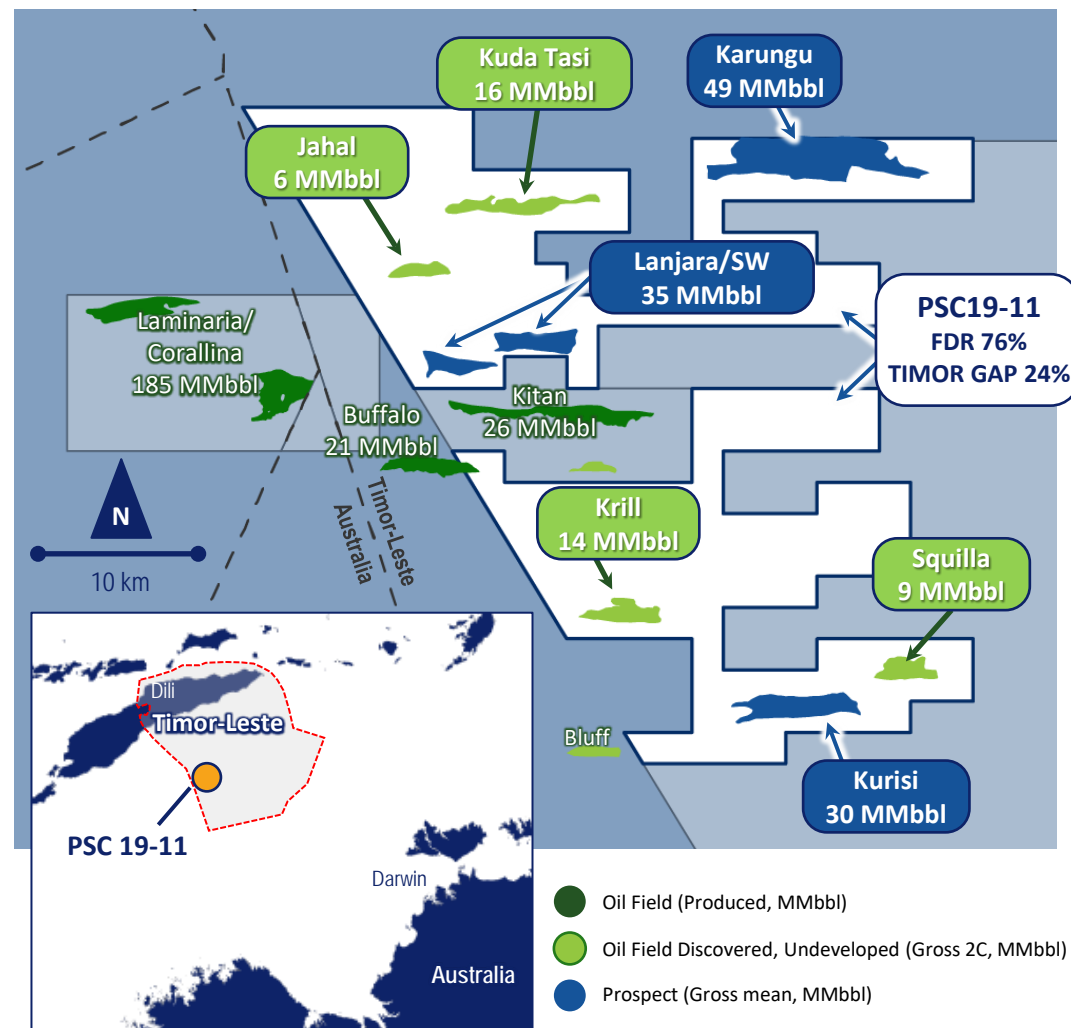 Kuda Tasi
16 MMbbl
Karungu
49 MMbbl
Jahal
6 MMbbl
Lanjara/SW
35 MMbbl
PSC19-11
FDR 76%
TIMOR GAP 24%
Laminaria/
Corallina
185 MMbbl
Buffalo
21 MMbbl
Kitan
26 MMbbl
N
10 km
Timor-Leste
Australia
Krill
14 MMbbl
Squilla
9 MMbbl
Bluff
Kurisi
30 MMbbl
Dili
Timor-Leste
PSC 19-11
Darwin
Australia
Oil Field (Produced, MMbbl)
Oil Field Discovered, Undeveloped (Gross 2C, MMbbl)
Prospect (Gross mean, MMbbl)